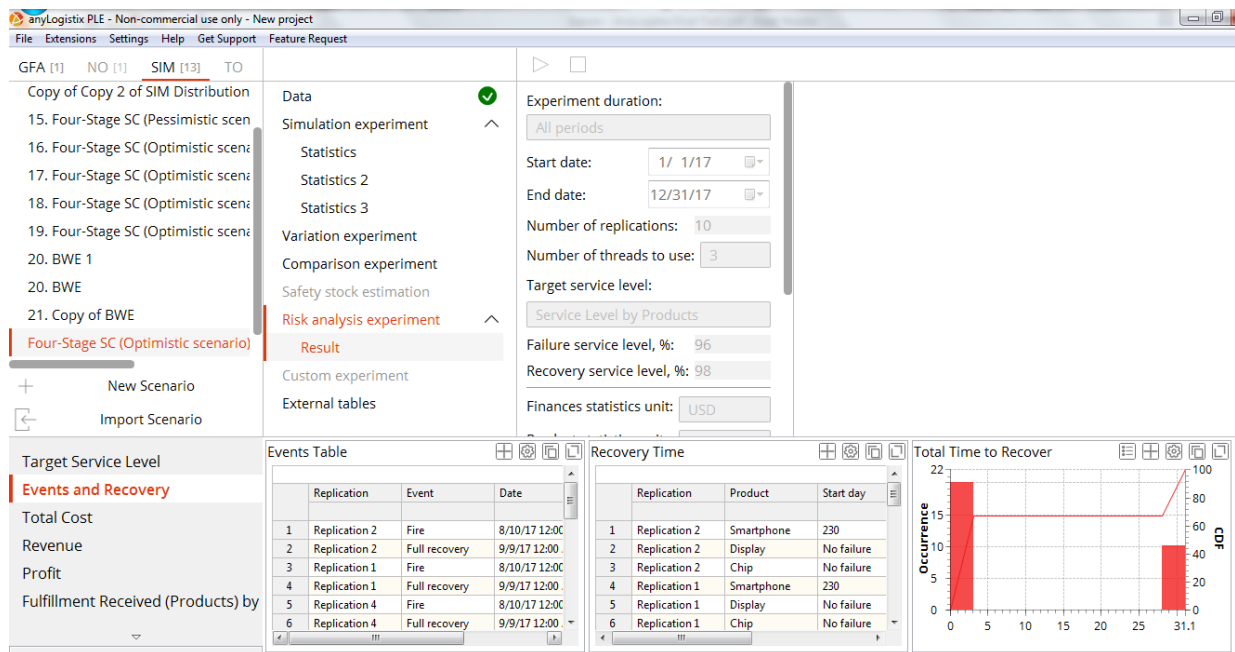 anyLogistix PLE - Non-commercial use only - New project
File Extensions Settings Help Get Support Feature Request
GFA [1] NO [1] SIM [13] TO
Copy of Copy 2 of SIM Distribution
15. Four-Stage SC (Pessimistic scen
16. Four-Stage SC (Optimistic scena
17. Four-Stage SC (Optimistic scena
18. Four-Stage SC (Optimistic scena
19. Four-Stage SC (Optimistic scena
20. BWE 1
20. BWE
21. Copy of BWE
Four-Stage SC (Optimistic scenario)
New Scenario
Import Scenario
Data
Simulation experiment
Statistics
Statistics 2
Statistics 3
Variation experiment
Comparison experiment
Safety stock estimation
Risk analysis experiment
Result
Custom experiment
External tables
Experiment duration:
All periods
Start date: 1/ 1/17
End date: 12/31/17
Number of replications: 10
Number of threads to use: 3
Target service level:
Service Level by Products
Failure service level, %: 96
Recovery service level, %: 98
Finances statistics unit: USD
Target Service Level
Events and Recovery
Total Cost
Revenue
Profit
Fulfillment Received (Products) by
Events Table
Replication Event Date
1 Replication 2 Fire 8/10/17 12:00
2 Replication 2 Full recovery 9/9/17 12:00
3 Replication 1 Fire 8/10/17 12:00
4 Replication 1 Full recovery 9/9/17 12:00
5 Replication 4 Fire 8/10/17 12:00
6 Replication 4 Full recovery 9/9/17 12:00
Recovery Time
Replication Product Start day
1 Replication 2 Smartphone 230
2 Replication 2 Display No failure
3 Replication 2 Chip No failure
4 Replication 1 Smartphone 230
5 Replication 1 Display No failure
6 Replication 1 Chip No failure
Total Time to Recover
22
15
10
5
0
Occurrence
100
80
60
40
20
0
CDF
0 5 10 15 20 25 31.1